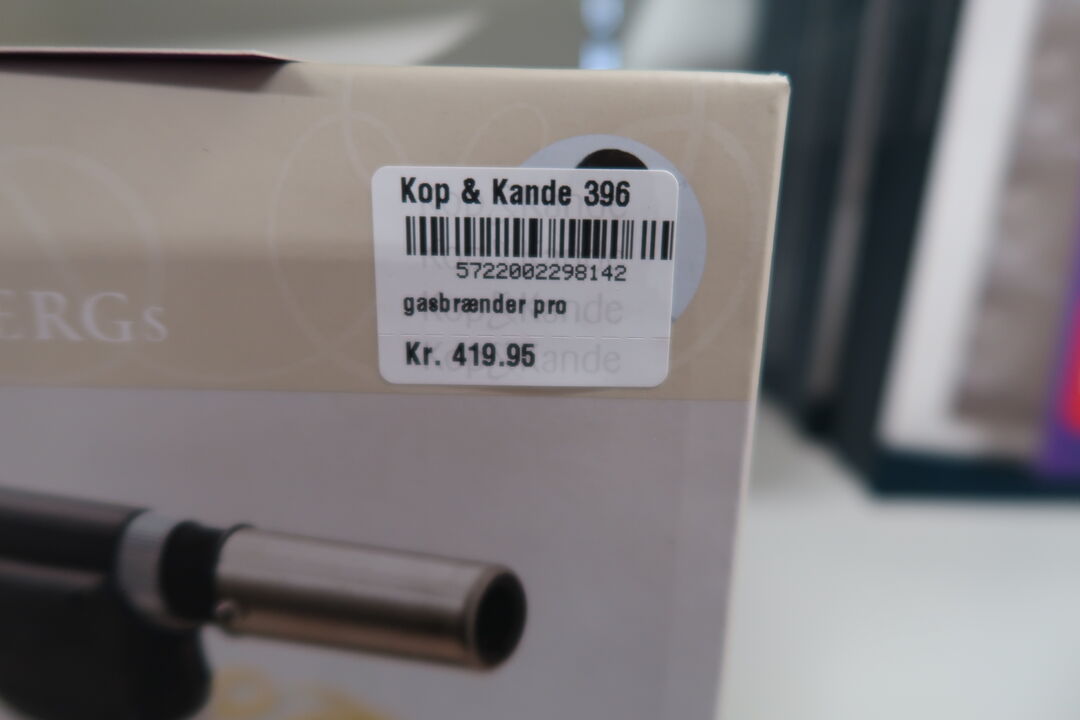 Kop & Kande 396
5722002298142
gasbrænder pro
Kr. 419.95
ERGs